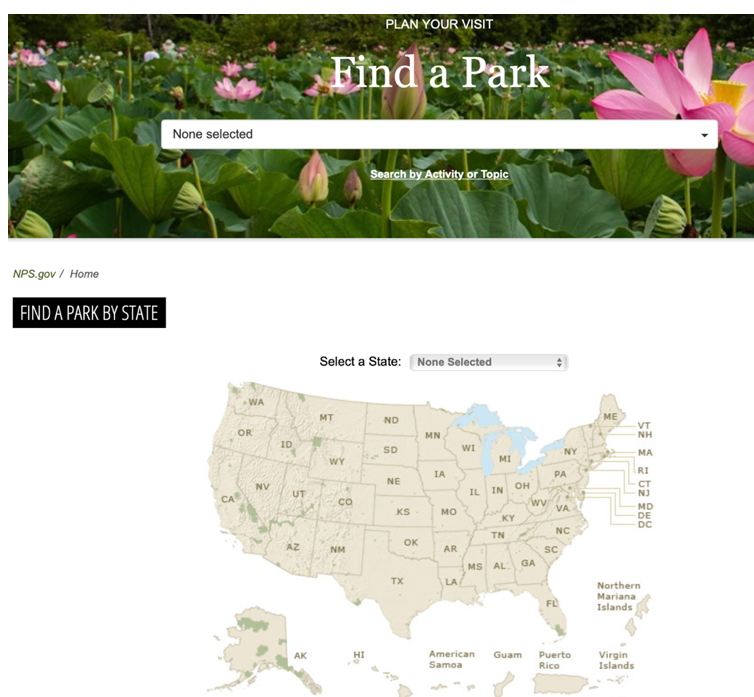 PLAN YOUR VISIT
Find a Park
None selected
Search by Activity or Topic
NPS.gov / Home
FIND A PARK BY STATE
Select a State: None Selected
WA
MT
ND
MN
ME
VT
NH
OR
ID
SD
WI
MI
NY
MA
WY
RI
NE
IA
PA
CT
NJ
NV
UT
CO
IL
IN
OH
WV
VA
MD
DE
DC
CA
KS
MO
KY
AZ
NM
OK
AR
TN
NC
SC
TX
LA
MS
AL
GA
FL
Northern
Mariana
Islands
AK
HI
American
Samoa
Guam
Puerto
Rico
Virgin
Islands